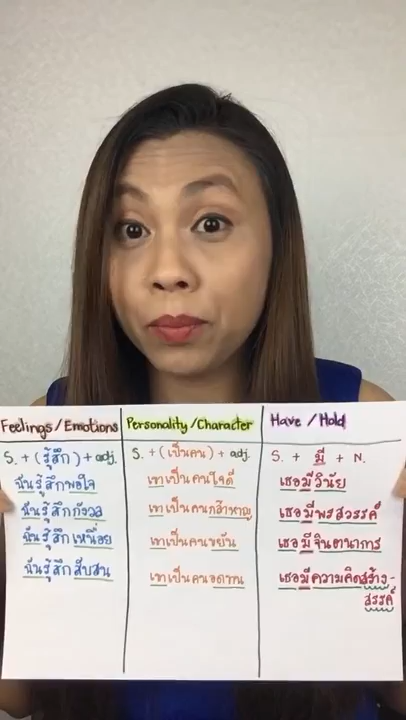 Feelings/Emotions
S. + (รู้สึก) + adj.
ฉันรู้สึกพอใจ
ฉันรู้สึกกังวล
ฉันรู้สึกเหนื่อย
ฉันรู้สึกสับสน
Personality/Character
S. + (เป็นคน) + adj.
เขาเป็นคนใจดี
เขาเป็นคนกล้าหาญ
เขาเป็นคนขยัน
เขาเป็นคนอดทน
Have/Hold
S. + มี + N.
เธอมีวินัย
เธอมีพรสวรรค์
เธอมีจินตนาการ
เธอมีความคิดสร้าง-
สรรค์